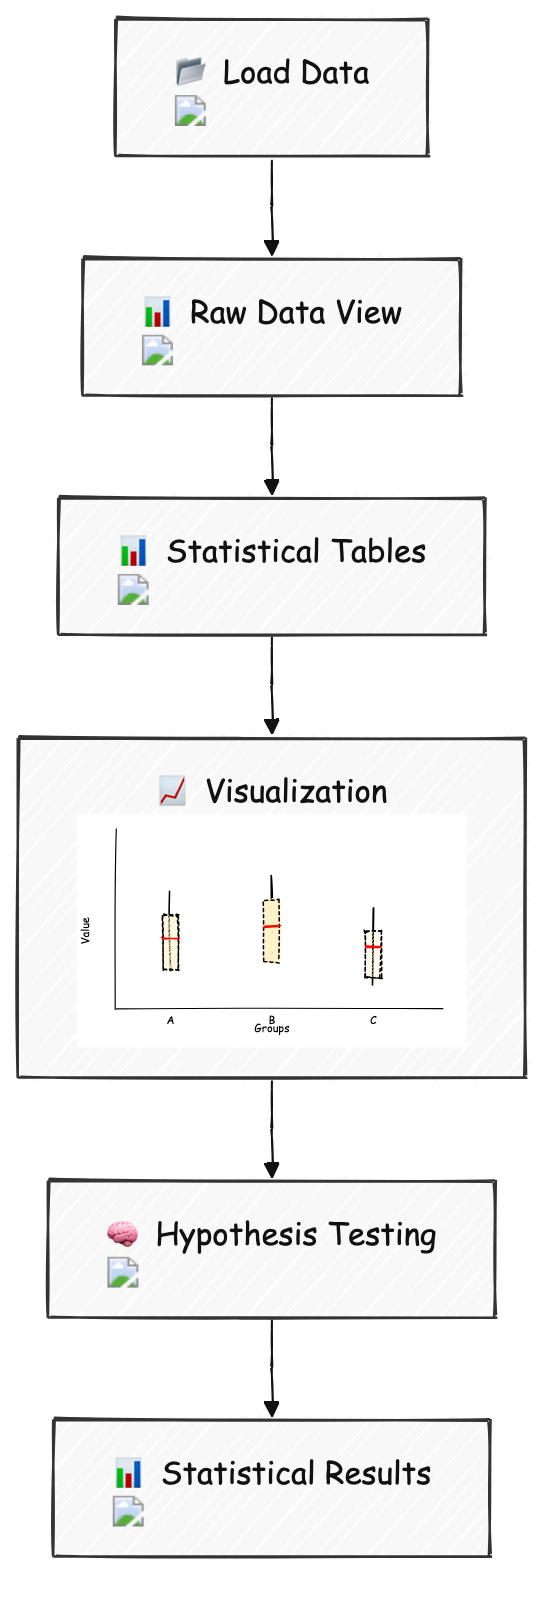 Load Data
Raw Data View
Statistical Tables
Visualization
Value
A B C
Groups
Hypothesis Testing
Statistical Results